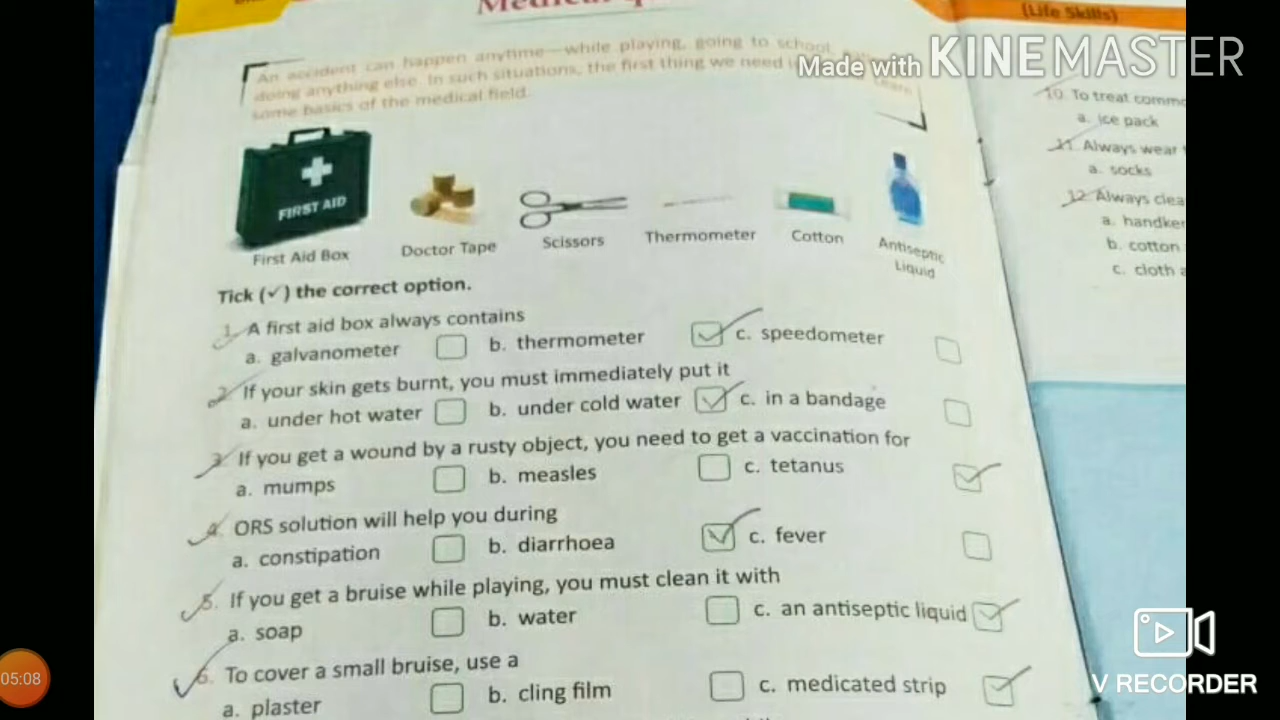 Made with KINEMASTER
(Life Skills)
An accident can happen anytime—while playing, going to school,
doing anything else. In such situations, the first thing we need
some basics of the medical field.
FIRST AID
First Aid Box
Doctor Tape
Scissors
Thermometer
Cotton
Antiseptic
Liquid
Tick (✓) the correct option.
1. A first aid box always contains
a. galvanometer b. thermometer c. speedometer
2. If your skin gets burnt, you must immediately put it
a. under hot water b. under cold water c. in a bandage
3. If you get a wound by a rusty object, you need to get a vaccination for
a. mumps b. measles c. tetanus
4. ORS solution will help you during
a. constipation b. diarrhoea c. fever
5. If you get a bruise while playing, you must clean it with
a. soap b. water c. an antiseptic liquid
6. To cover a small bruise, use a
a. plaster b. cling film c. medicated strip
10. To treat
a. ice pack
11. Always wear
a. socks
12. Always
a.
b. cotton
c. cloth
05:08
V RECORDER